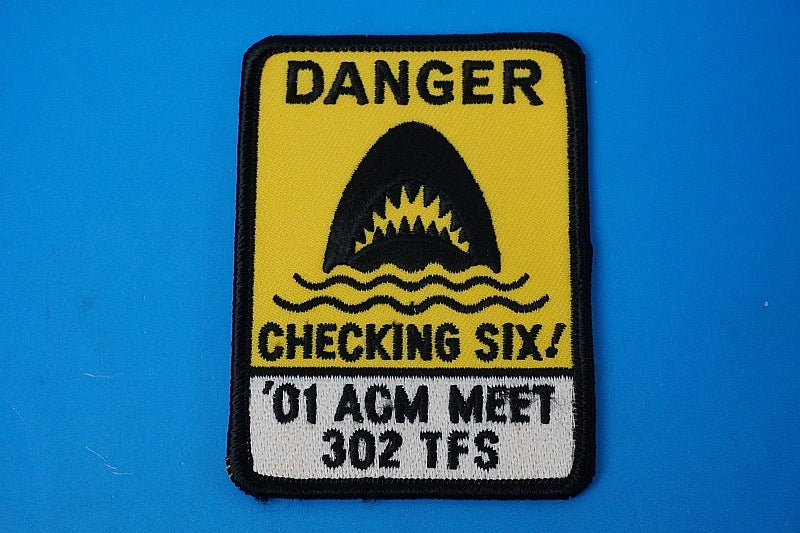 DANGER
CHECKING SIX!
'01 ACM MEET
302 TFS